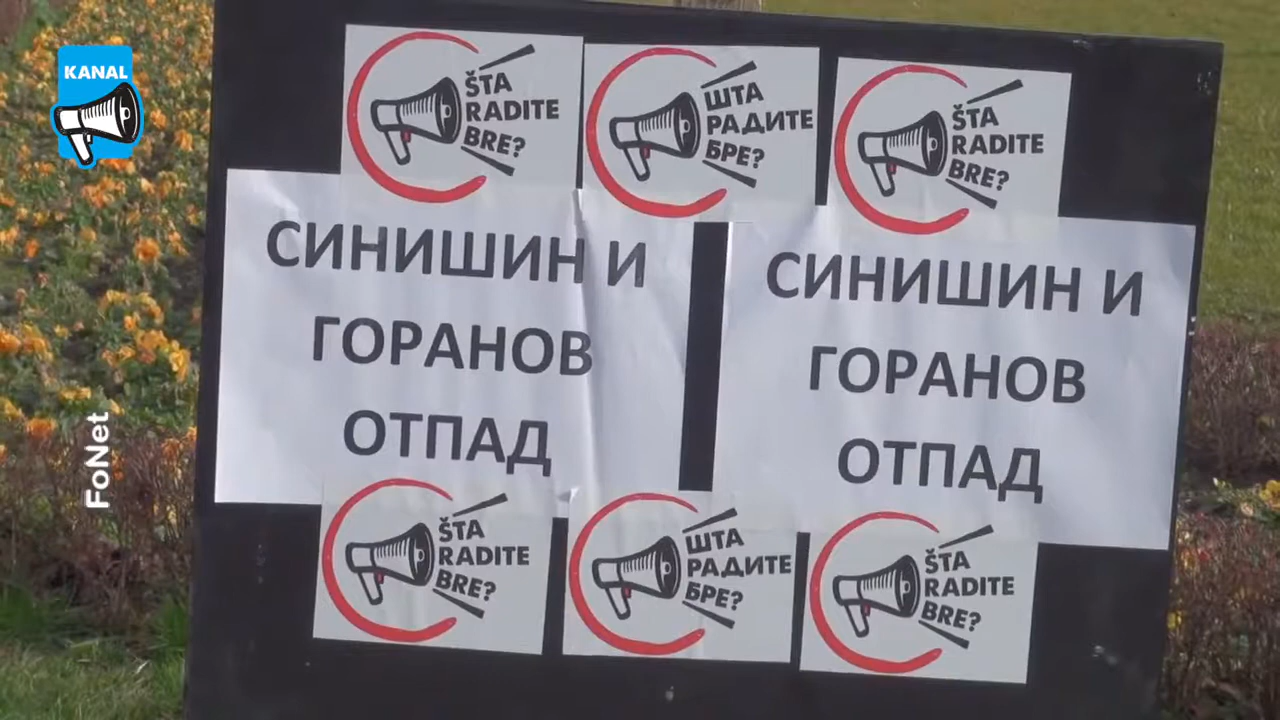 KANAL
ŠTA
RADITE
BRE?
ШТА
РАДИТЕ
БРЕ?
ŠTA
RADITE
BRE?
СИНИШИН И
ГОРАНОВ
ОТПАД
СИНИШИН И
ГОРАНОВ
ОТПАД
FoNet
ŠTA
RADITE
BRE?
ШТА
РАДИТЕ
БРЕ?
ŠTA
RADITE
BRE?